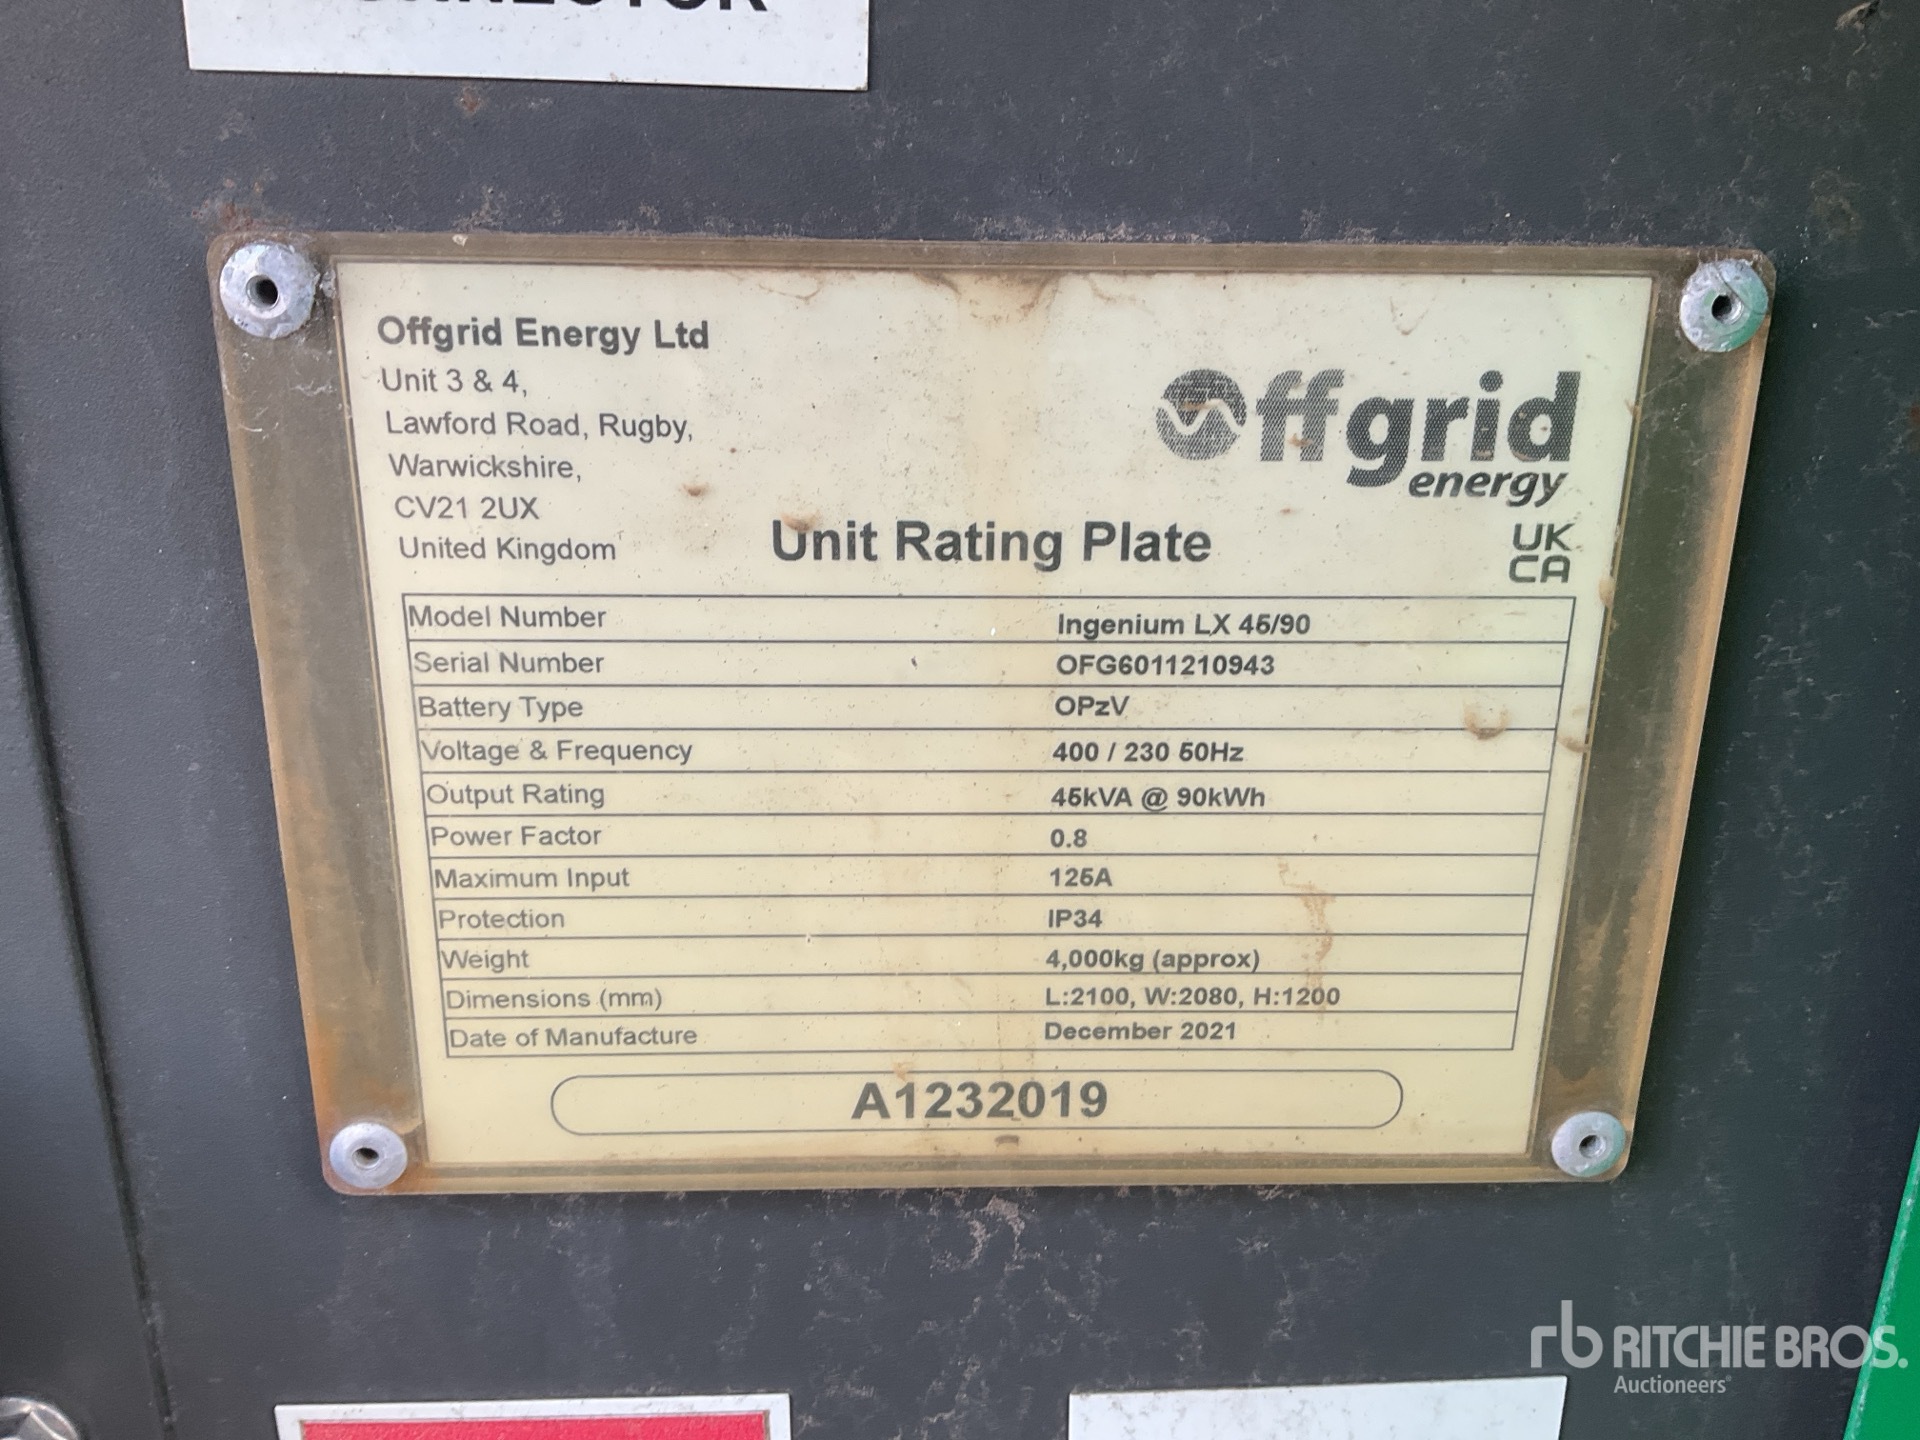 Offgrid Energy Ltd
Unit 3 & 4,
Lawford Road, Rugby,
Warwickshire,
CV21 2UX
United Kingdom
Offgrid
energy
Unit Rating Plate
UK
CA
Model Number Ingenium LX 45/90
Serial Number OFG6011210943
Battery Type OPzV
Voltage & Frequency 400 / 230 50Hz
Output Rating 45kVA @ 90kWh
Power Factor 0.8
Maximum Input 125A
Protection IP34
Weight 4,000kg (approx)
Dimensions (mm) L:2100, W:2080, H:1200
Date of Manufacture December 2021
A1232019
rb RITCHIE BROS.
Auctioneers